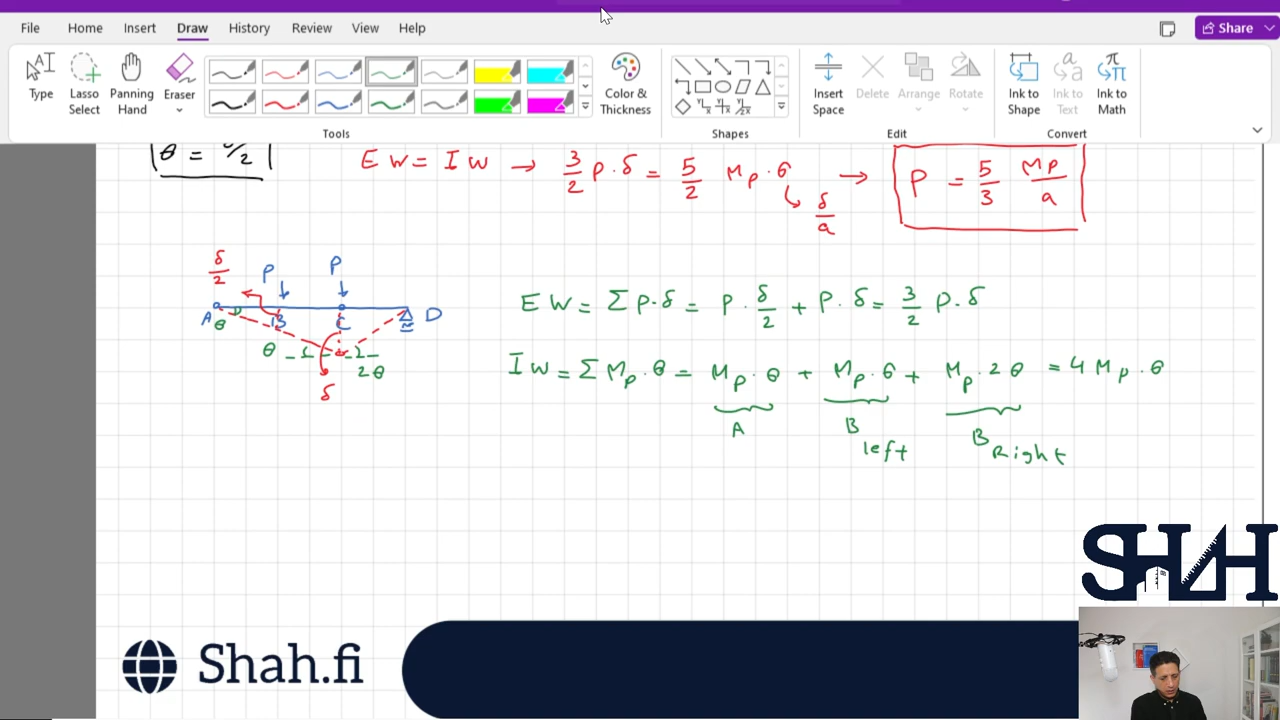 File Home Insert Draw History Review View Help
Share
Type
Lasso Select
Panning Hand
Eraser
Color & Thickness
Insert Space
Delete
Arrange
Rotate
Ink to Shape
Ink to Text
Ink to Math
Tools
Shapes
Edit
Convert
EW = IW → 3/2 P·δ = 5/2 Mp·θ → P = 5/3 Mp/a
δ/a
δ/2
P P
A B C D
θ θ 2θ
δ
EW = Σ P·δ = P·δ/2 + P·δ = 3/2 P·δ
IW = Σ Mp·θ = Mp·θ + Mp·θ + Mp·2θ = 4 Mp·θ
A
B left
B Right
SHAH
Shah.fi